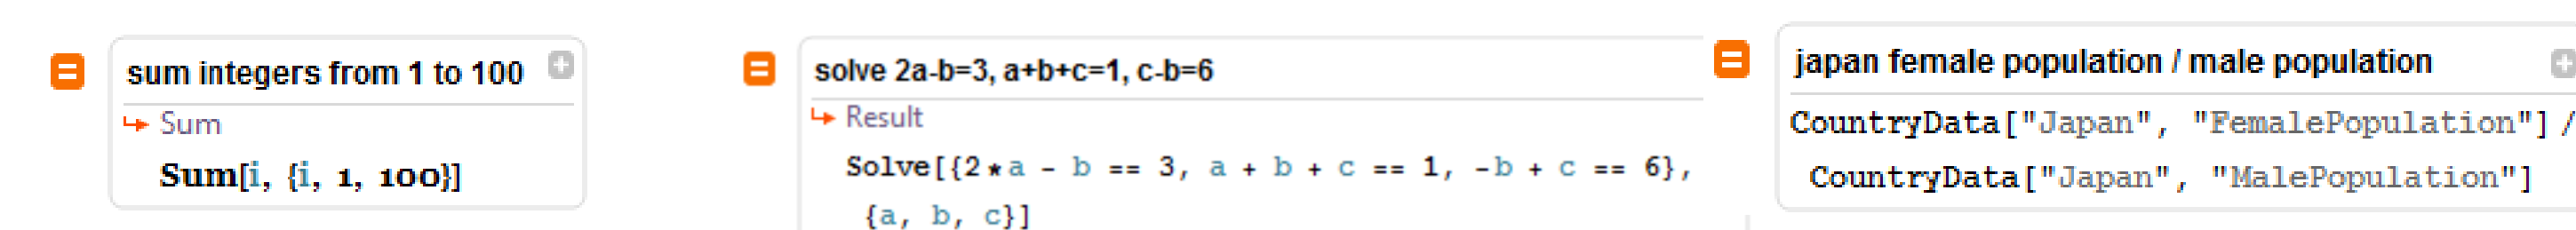 sum integers from 1 to 100
Sum
Sum[i, {i, 1, 100}]
solve 2a-b=3, a+b+c=1, c-b=6
Result
Solve[{2*a - b == 3, a + b + c == 1, -b + c == 6},
{a, b, c}]
japan female population / male population
CountryData["Japan", "FemalePopulation"] /
CountryData["Japan", "MalePopulation"]